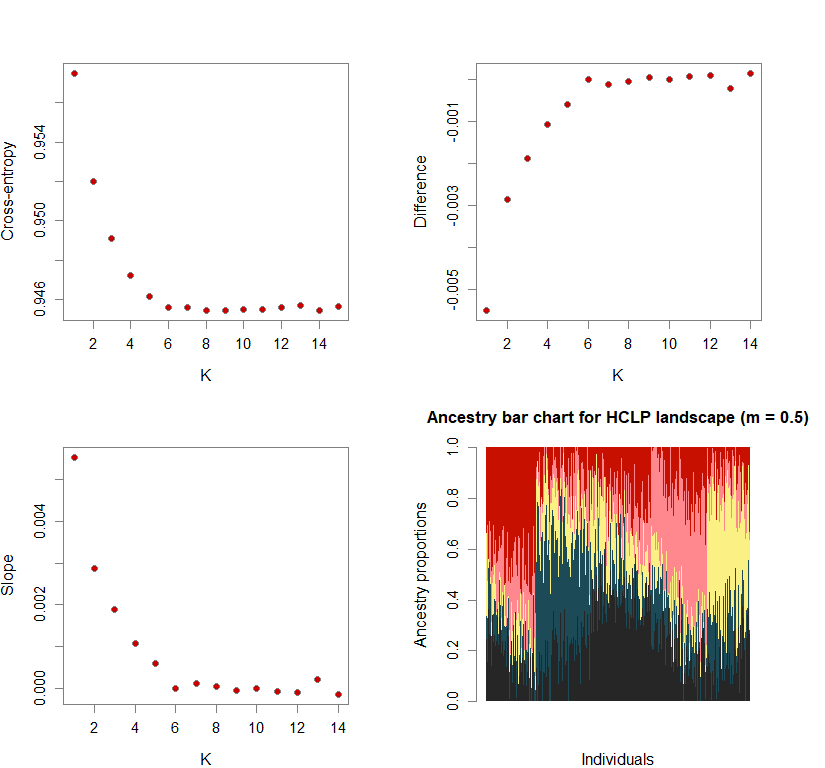 Cross-entropy
0.954
0.950
0.946
2 4 6 8 10 12 14
K
Difference
-0.001
-0.003
-0.005
2 4 6 8 10 12 14
K
Slope
0.004
0.002
0.000
2 4 6 8 10 12 14
K
Ancestry bar chart for HCLP landscape (m = 0.5)
Ancestry proportions
1.0
0.8
0.6
0.4
0.2
0.0
Individuals